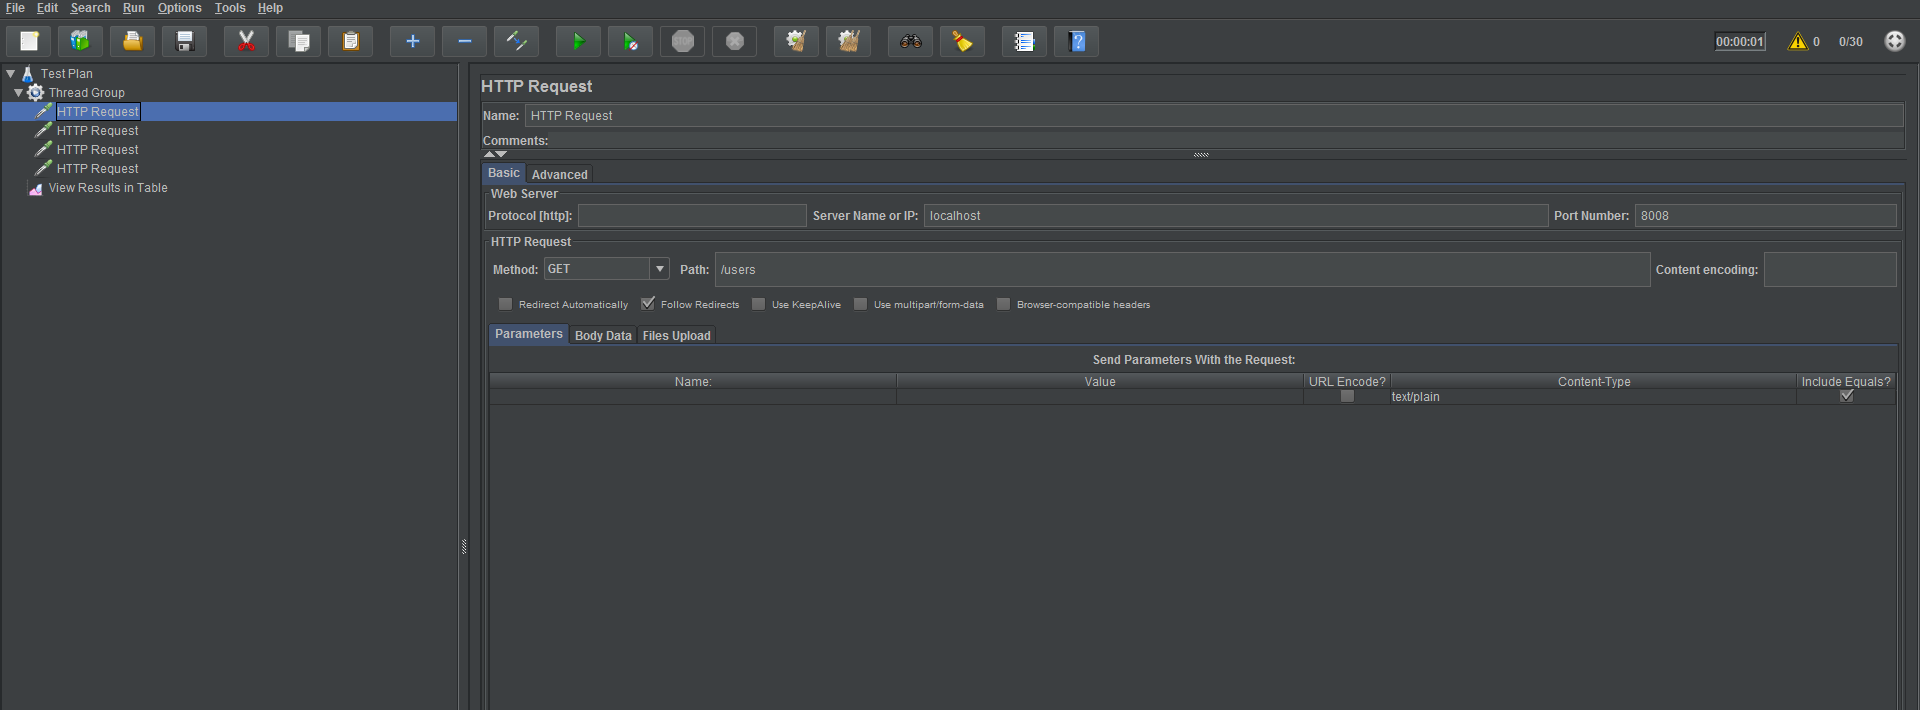 File Edit Search Run Options Tools Help
STOP 00:00:01 0 0/30
Test Plan
Thread Group
HTTP Request
HTTP Request
HTTP Request
HTTP Request
View Results in Table
HTTP Request
Name: HTTP Request
Comments:
Basic Advanced
Web Server
Protocol [http]: Server Name or IP: localhost Port Number: 8008
HTTP Request
Method: GET Path: /users Content encoding:
Redirect Automatically Follow Redirects Use KeepAlive Use multipart/form-data Browser-compatible headers
Parameters Body Data Files Upload
Send Parameters With the Request:
Name: Value URL Encode? Content-Type Include Equals?
text/plain